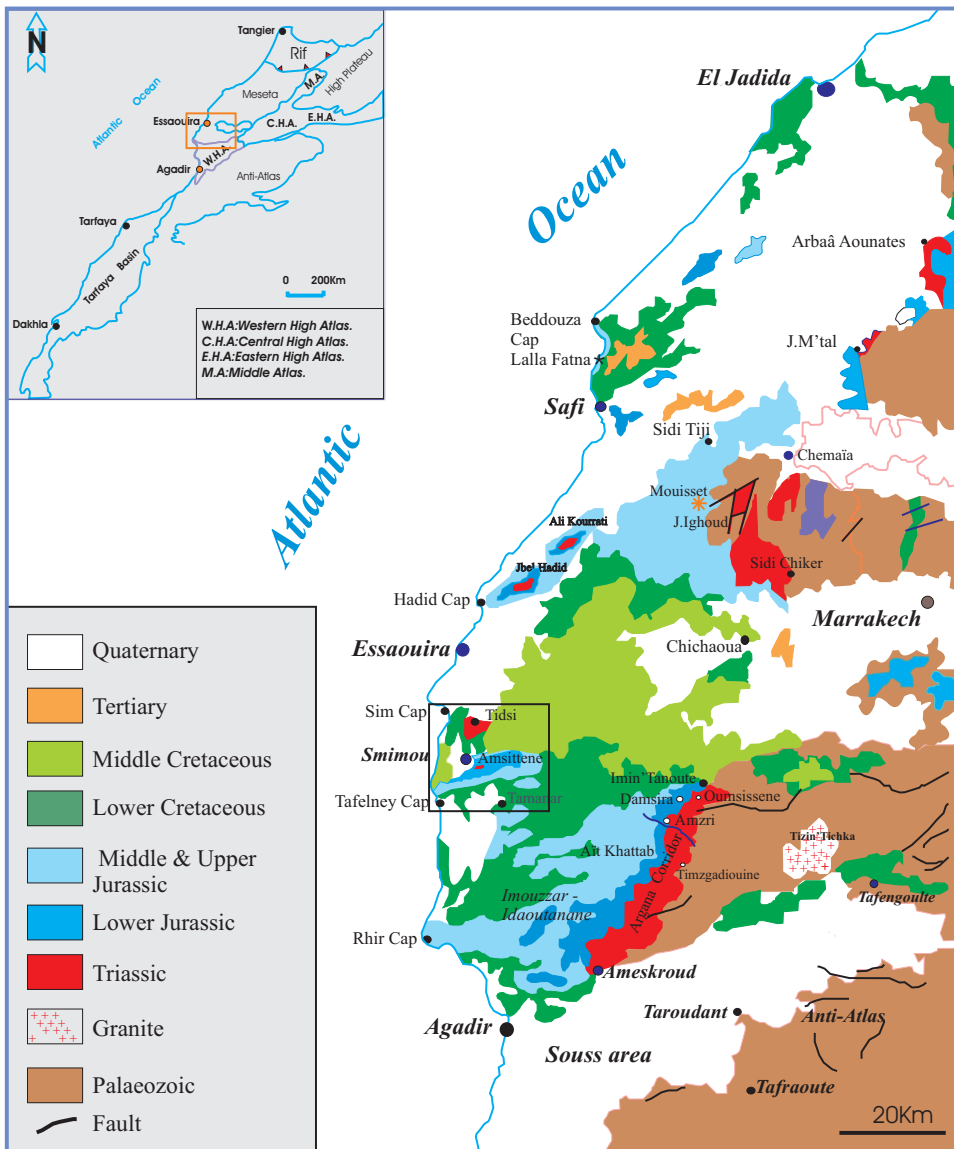 N
Tangier
Rif
M.A.
High Plateau
Meseta
Atlantic Ocean
Essaouira
C.H.A.
E.H.A.
W.H.A.
Agadir
Anti-Atlas
Tarfaya
Tarfaya Basin
0 200Km
Dakhla
W.H.A:Western High Atlas.
C.H.A:Central High Atlas.
E.H.A:Eastern High Atlas.
M.A:Middle Atlas.
El Jadida
Ocean
Atlantic
Arbaâ Aounates
Beddouza
Cap
Lalla Fatna
J.M'tal
Safi
Sidi Tiji
Chemaïa
Mouisset
J.Ighoud
Ali Kourrati
Jbel Hadid
Sidi Chiker
Hadid Cap
Marrakech
Essaouira
Chichaoua
Sim Cap
Tidsi
Smimou
Amsittene
Imin'Tanoute
Tafelney Cap
Tamanar
Damsira
Oumsissene
Amzri
Tizin'Tichka
Aït Khattab
Argana Corridor
Timzgadiouine
Imouzzar -
Idaoutanane
Tafengoulte
Rhir Cap
Ameskroud
Agadir
Taroudant
Anti-Atlas
Souss area
Tafraoute
20Km
Quaternary
Tertiary
Middle Cretaceous
Lower Cretaceous
Middle & Upper
Jurassic
Lower Jurassic
Triassic
Granite
Palaeozoic
Fault